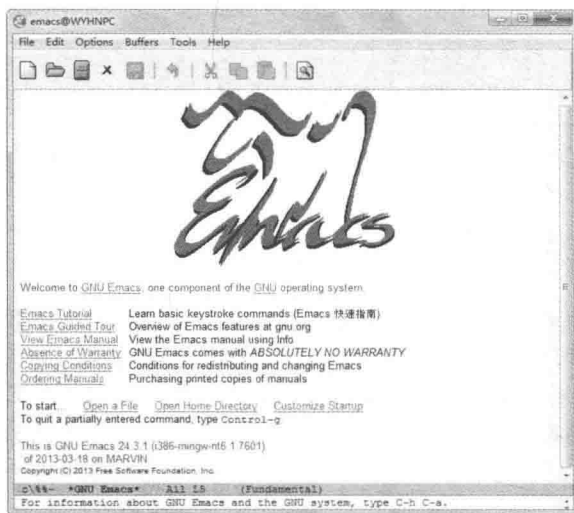 emacs@WYHNPC
File Edit Options Buffers Tools Help
Emacs
Welcome to GNU Emacs, one component of the GNU operating system.
Emacs Tutorial Learn basic keystroke commands (Emacs 快速指南)
Emacs Guided Tour Overview of Emacs features at gnu.org
View Emacs Manual View the Emacs manual using Info
Absence of Warranty GNU Emacs comes with ABSOLUTELY NO WARRANTY
Copying Conditions Conditions for redistributing and changing Emacs
Ordering Manuals Purchasing printed copies of manuals
To start... Open a File Open Home Directory Customize Startup
To quit a partially entered command, type Control-g
This is GNU Emacs 24.3.1 (i386-mingw-nt6.1.7601)
of 2013-03-18 on MARVIN
Copyright (C) 2013 Free Software Foundation, Inc.
c\%%- *GNU Emacs* All L5 (Fundamental)
For information about GNU Emacs and the GNU system, type C-h C-a.